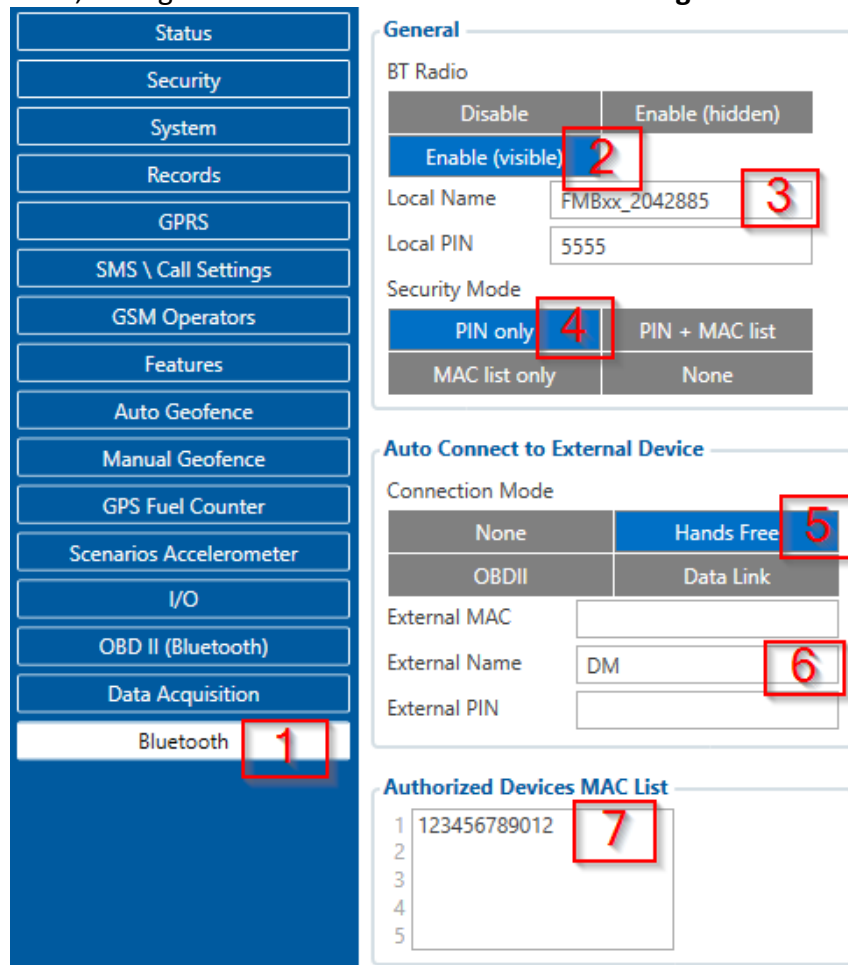 Status
Security
System
Records
GPRS
SMS \ Call Settings
GSM Operators
Features
Auto Geofence
Manual Geofence
GPS Fuel Counter
Scenarios Accelerometer
I/O
OBD II (Bluetooth)
Data Acquisition
Bluetooth 1
General
BT Radio
Disable Enable (hidden)
Enable (visible) 2
Local Name FMBxx_2042885 3
Local PIN 5555
Security Mode
PIN only 4 PIN + MAC list
MAC list only None
Auto Connect to External Device
Connection Mode
None Hands Free 5
OBDII Data Link
External MAC
External Name DM 6
External PIN
Authorized Devices MAC List
1 123456789012 7
2
3
4
5